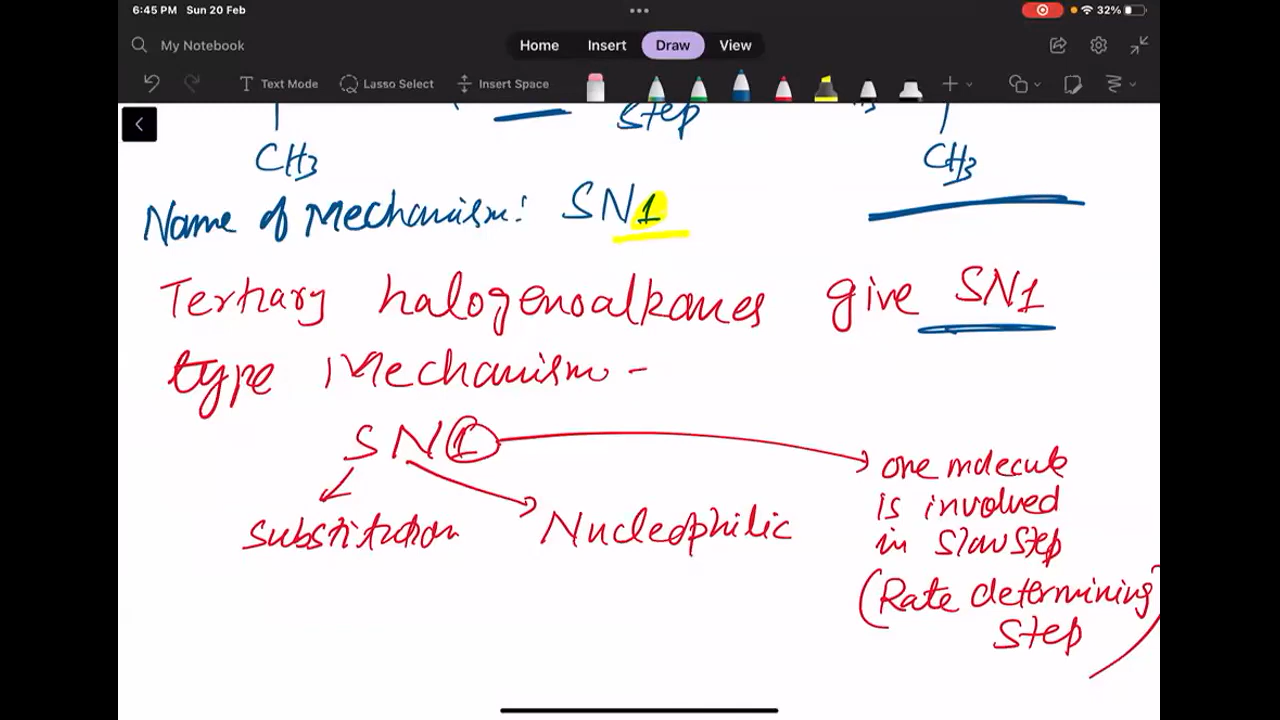 6:45 PM Sun 20 Feb
32%
My Notebook
Home Insert Draw View
Text Mode Lasso Select Insert Space
step
CH3
CH3
Name of Mechanism: SN1
Tertiary halogenoalkanes give SN1
type Mechanism -
SN1
one molecule
is involved
in slow step
(Rate determining
step)
substitution
Nucleophilic